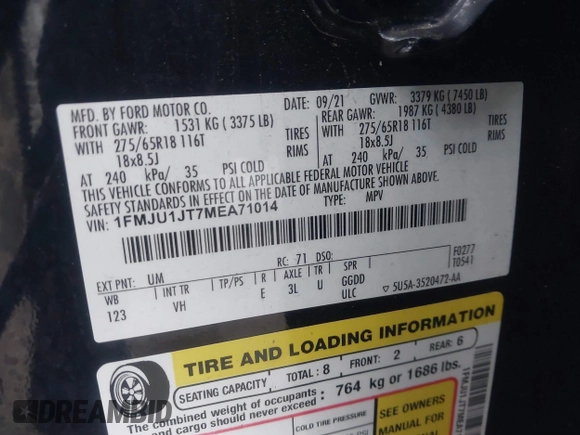 MFD. BY FORD MOTOR CO.
DATE: 09/21 GVWR: 3379 KG ( 7450 LB)
FRONT GAWR: 1531 KG ( 3375 LB)
REAR GAWR: 1987 KG ( 4380 LB)
WITH 275/65R18 116T TIRES
WITH 275/65R18 116T TIRES
18x8.5J RIMS
18x8.5J RIMS
AT 240 kPa/ 35 PSI COLD
AT 240 kPa/ 35 PSI COLD
THIS VEHICLE CONFORMS TO ALL APPLICABLE FEDERAL MOTOR VEHICLE
SAFETY STANDARDS IN EFFECT ON THE DATE OF MANUFACTURE SHOWN ABOVE.
VIN: 1FMJU1JT7MEA71014
TYPE: MPV
F0277
T0541
EXT PNT: UM RC: 71 DSO:
WB INT TR TP/PS R AXLE TR SPR
123 VH E 3L U GGDD
ULC
▽ 5U5A-3520472-AA
TIRE AND LOADING INFORMATION
SEATING CAPACITY TOTAL: 8 FRONT: 2 REAR: 6
The combined weight of occupants
and cargo should never exceed: 764 kg or 1686 lbs.
COLD TIRE PRESSURE
SEE OWNERS
MANUAL FOR
DREAMBID